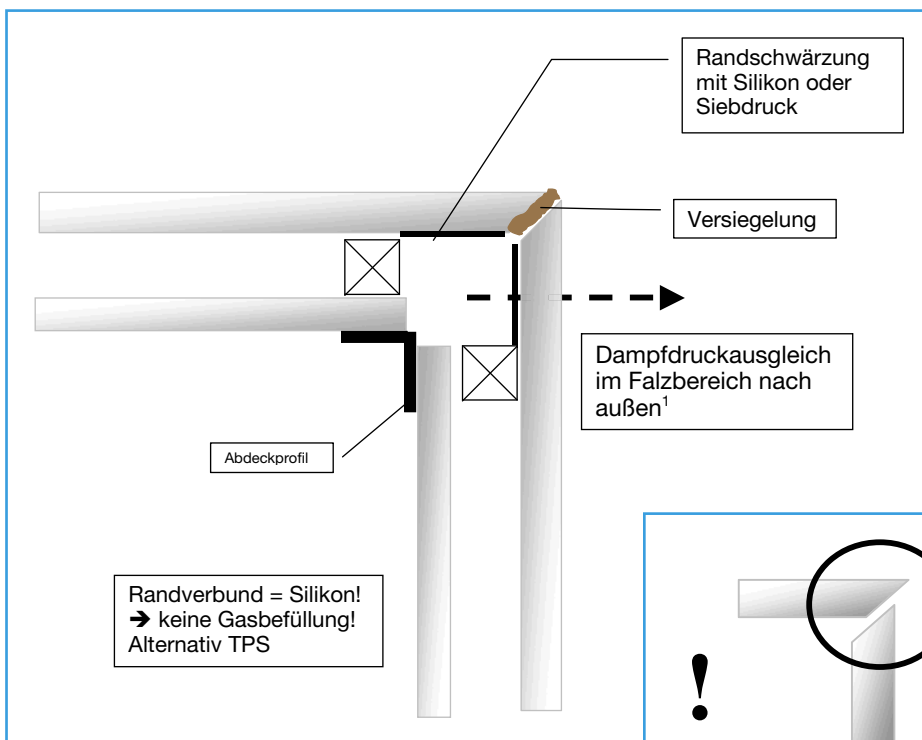 Randschwärzung
mit Silikon oder
Siebdruck
Versiegelung
Dampfdruckausgleich
im Falzbereich nach
außen¹
Abdeckprofil
Randverbund = Silikon!
➔ keine Gasbefüllung!
Alternativ TPS
!